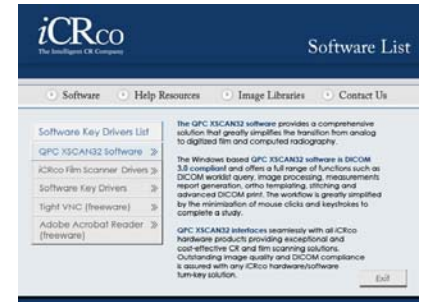 iCRco
The Intelligent CR Company
Software List
Software
Help Resources
Image Libraries
Contact Us
Software Key Drivers List
QPC XSCAN32 Software
iCRco Film Scanner Drivers
Software Key Drivers
Tight VNC (freeware)
Adobe Acrobat Reader
(freeware)
The QPC XSCAN32 software provides a comprehensive
solution that greatly simplifies the transition from analog
to digitized film and computed radiography.
The Windows based QPC XSCAN32 software is DICOM
3.0 compliant and offers a full range of functions such as
DICOM worklist query, image processing, measurements
report generation, ortho templating, stitching and
advanced DICOM print. The workflow is greatly simplified
by the minimization of mouse clicks and keystrokes to
complete a study.
QPC XSCAN32 interfaces seamlessly with all iCRco
hardware products providing exceptional and
cost-effective CR and film scanning solutions.
Outstanding image quality and DICOM compliance
is assured with any iCRco hardware/software
turn-key solution.
Exit